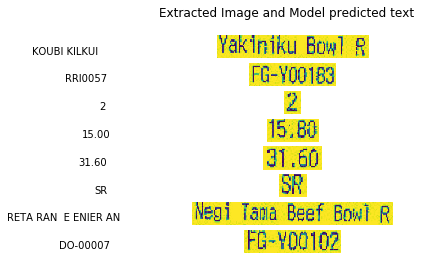 Extracted Image and Model predicted text
KOUBI KILKUI Yakiniku Bowl R
RRI0057 FG-Y00183
2 2
15.00 15.80
31.60 31.60
SR SR
RETA RAN E ENIER AN Negi Tama Beef Bowl R
DO-00007 FG-Y00102